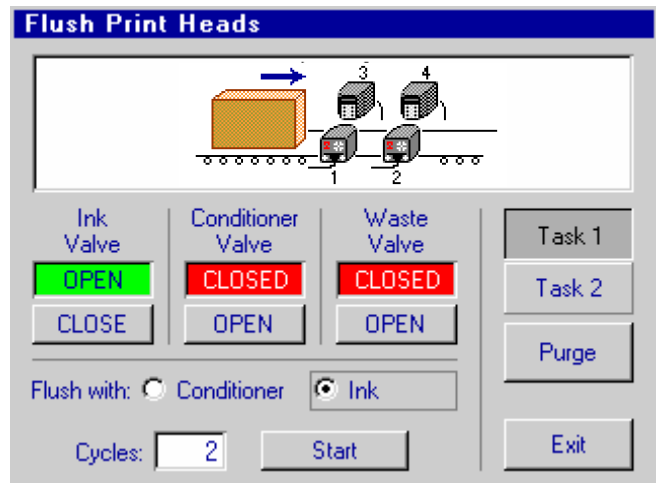 Flush Print Heads
3 4
1 2
Ink Valve
Conditioner Valve
Waste Valve
OPEN CLOSED CLOSED
CLOSE OPEN OPEN
Task 1
Task 2
Purge
Flush with: Conditioner Ink
Cycles: 2 Start
Exit